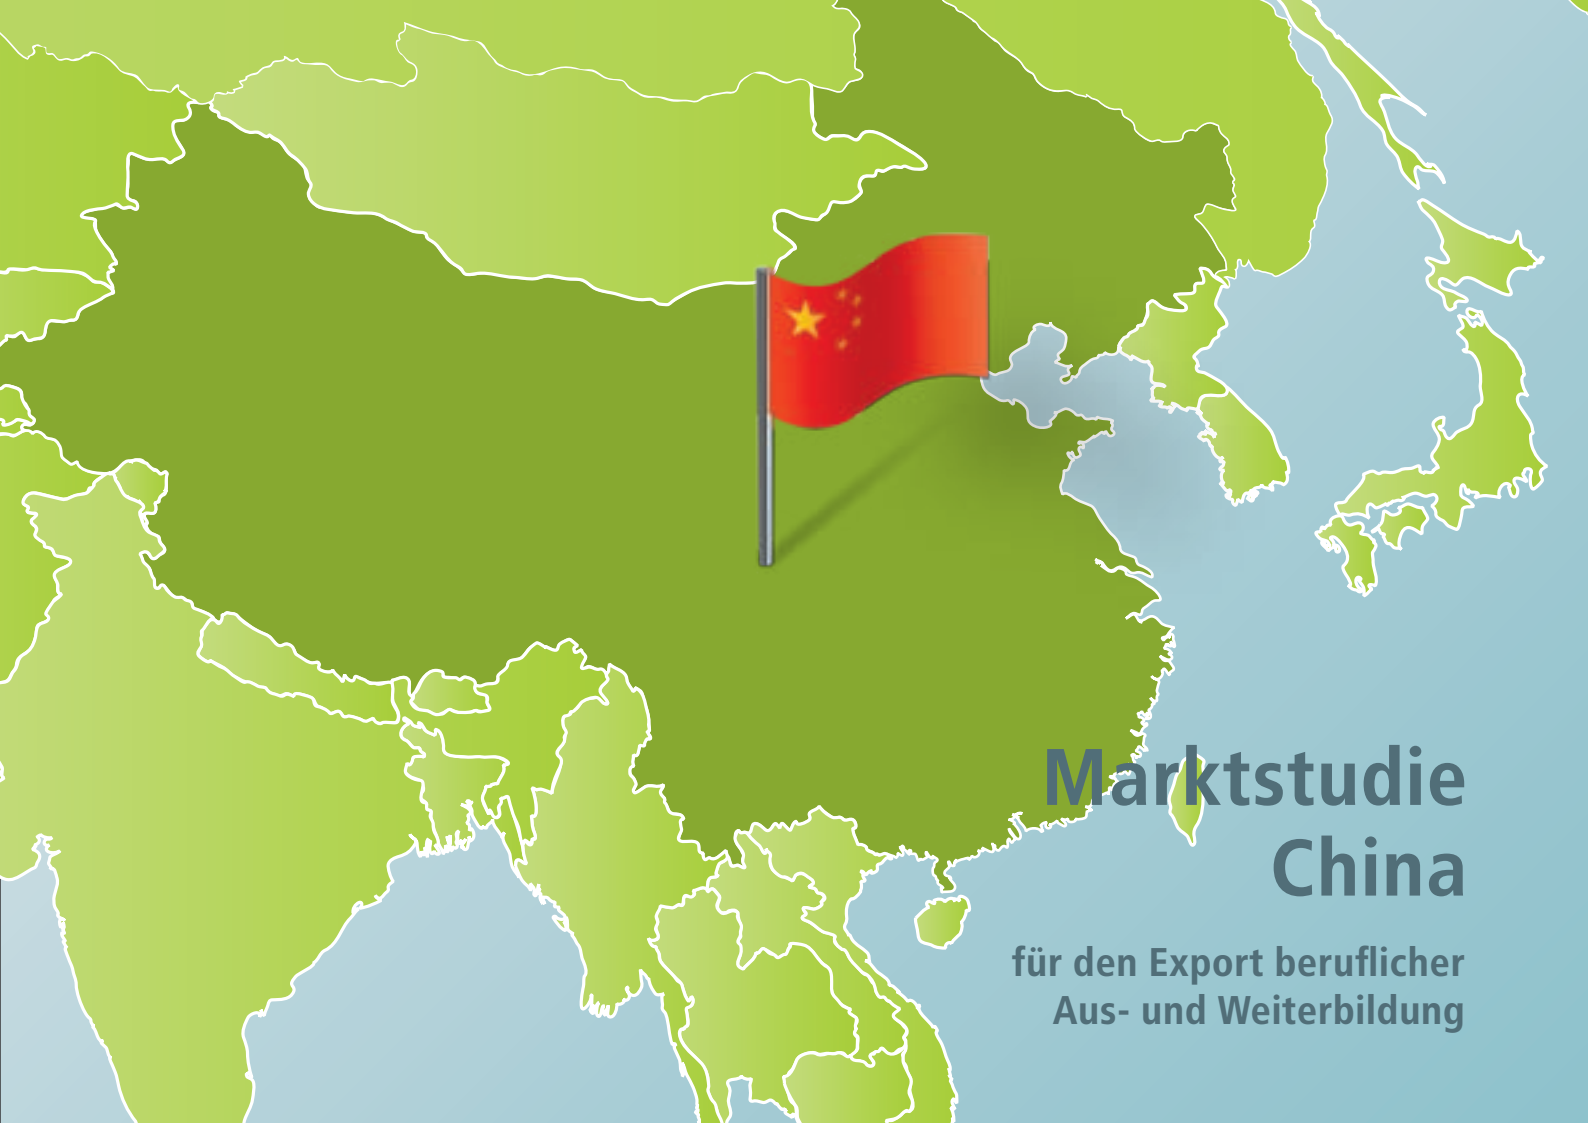 Marktstudie
China
für den Export beruflicher
Aus- und Weiterbildung